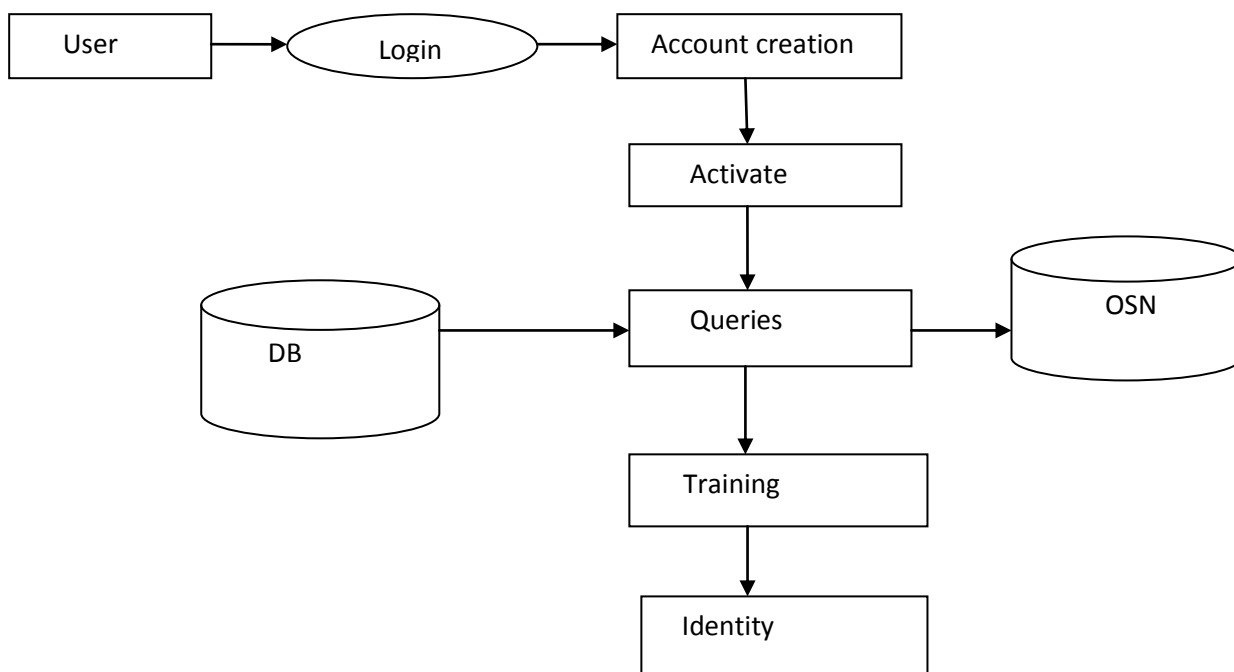 User
Login
Account creation
Activate
Queries
OSN
DB
Training
Identity